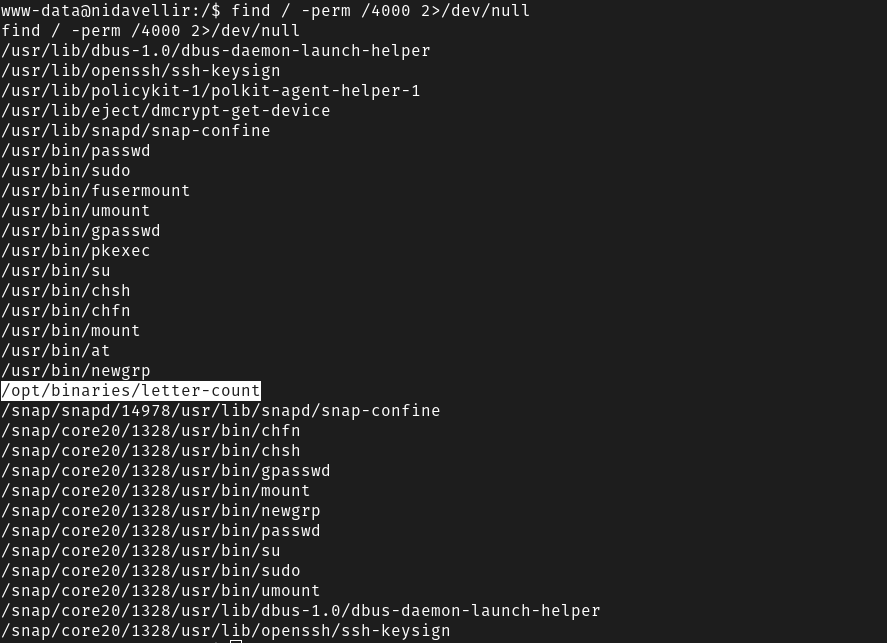 www-data@nidavellir:/$ find / -perm /4000 2>/dev/null
find / -perm /4000 2>/dev/null
/usr/lib/dbus-1.0/dbus-daemon-launch-helper
/usr/lib/openssh/ssh-keysign
/usr/lib/policykit-1/polkit-agent-helper-1
/usr/lib/eject/dmcrypt-get-device
/usr/lib/snapd/snap-confine
/usr/bin/passwd
/usr/bin/sudo
/usr/bin/fusermount
/usr/bin/umount
/usr/bin/gpasswd
/usr/bin/pkexec
/usr/bin/su
/usr/bin/chsh
/usr/bin/chfn
/usr/bin/mount
/usr/bin/at
/usr/bin/newgrp
/opt/binaries/letter-count
/snap/snapd/14978/usr/lib/snapd/snap-confine
/snap/core20/1328/usr/bin/chfn
/snap/core20/1328/usr/bin/chsh
/snap/core20/1328/usr/bin/gpasswd
/snap/core20/1328/usr/bin/mount
/snap/core20/1328/usr/bin/newgrp
/snap/core20/1328/usr/bin/passwd
/snap/core20/1328/usr/bin/su
/snap/core20/1328/usr/bin/sudo
/snap/core20/1328/usr/bin/umount
/snap/core20/1328/usr/lib/dbus-1.0/dbus-daemon-launch-helper
/snap/core20/1328/usr/lib/openssh/ssh-keysign